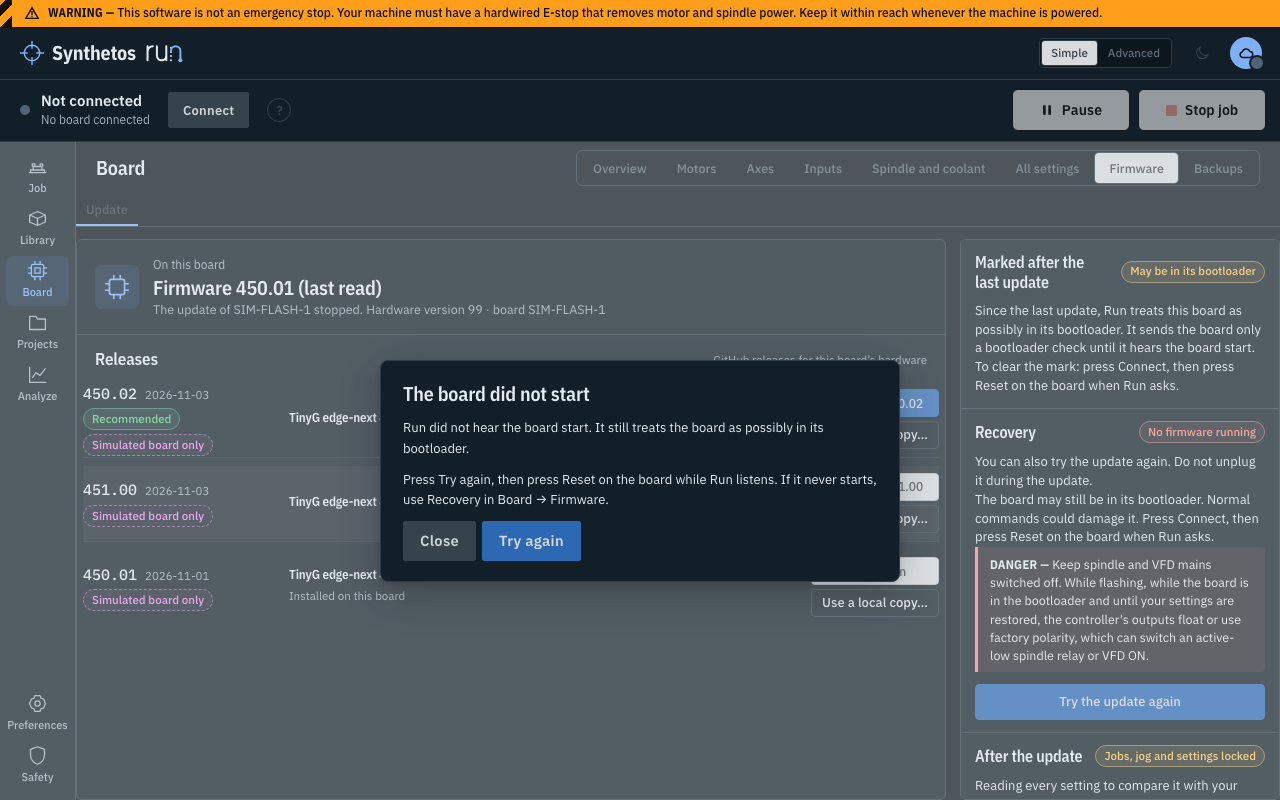 WARNING — This software is not an emergency stop. Your machine must have a hardwired E-stop that removes motor and spindle power. Keep it within reach whenever the machine is powered.
Synthetos run
Simple
Advanced
Not connected
No board connected
Connect
?
Pause
Stop job
Job
Library
Board
Projects
Analyze
Preferences
Safety
Board
Overview
Motors
Axes
Inputs
Spindle and coolant
All settings
Firmware
Backups
Update
On this board
Firmware 450.01 (last read)
The update of SIM-FLASH-1 stopped. Hardware version 99 · board SIM-FLASH-1
Releases
GitHub releases for this board's hardware
450.02 2026-11-03
Recommended
Simulated board only
TinyG edge-next
0.02
opy...
451.00 2026-11-03
Simulated board only
TinyG edge-next
1.00
opy...
450.01 2026-11-01
Simulated board only
TinyG edge-next
Installed on this board
Use a local copy...
The board did not start
Run did not hear the board start. It still treats the board as possibly in its
bootloader.
Press Try again, then press Reset on the board while Run listens. If it never starts,
use Recovery in Board → Firmware.
Close
Try again
Marked after the
last update
May be in its bootloader
Since the last update, Run treats this board as
possibly in its bootloader. It sends the board only
a bootloader check until it hears the board start.
To clear the mark: press Connect, then press
Reset on the board when Run asks.
Recovery
No firmware running
You can also try the update again. Do not unplug
it during the update.
The board may still be in its bootloader. Normal
commands could damage it. Press Connect, then
press Reset on the board when Run asks.
DANGER — Keep spindle and VFD mains
switched off. While flashing, while the board is
in the bootloader and until your settings are
restored, the controller's outputs float or use
factory polarity, which can switch an active-
low spindle relay or VFD ON.
Try the update again
After the update
Jobs, jog and settings locked
Reading every setting to compare it with your